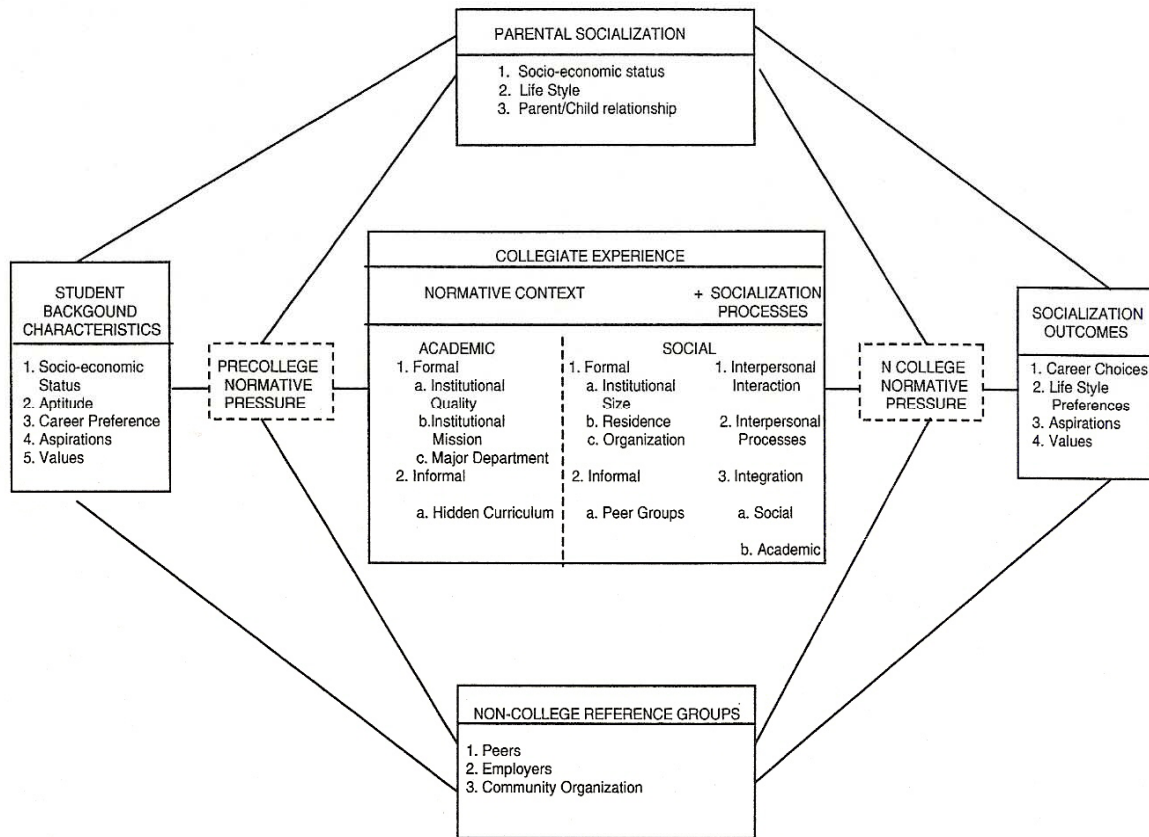 PARENTAL SOCIALIZATION
1. Socio-economic status
2. Life Style
3. Parent/Child relationship
STUDENT
BACKGOUND
CHARACTERISTICS
1. Socio-economic
Status
2. Aptitude
3. Career Preference
4. Aspirations
5. Values
PRECOLLEGE
NORMATIVE
PRESSURE
COLLEGIATE EXPERIENCE
NORMATIVE CONTEXT
+ SOCIALIZATION
PROCESSES
ACADEMIC
1. Formal
a. Institutional
Quality
b.Institutional
Mission
c. Major Department
2. Informal
a. Hidden Curriculum
SOCIAL
1. Formal
a. Institutional
Size
b. Residence
c. Organization
2. Informal
a. Peer Groups
1. Interpersonal
Interaction
2. Interpersonal
Processes
3. Integration
a. Social
b. Academic
N COLLEGE
NORMATIVE
PRESSURE
SOCIALIZATION
OUTCOMES
1. Career Choices
2. Life Style
Preferences
3. Aspirations
4. Values
NON-COLLEGE REFERENCE GROUPS
1. Peers
2. Employers
3. Community Organization